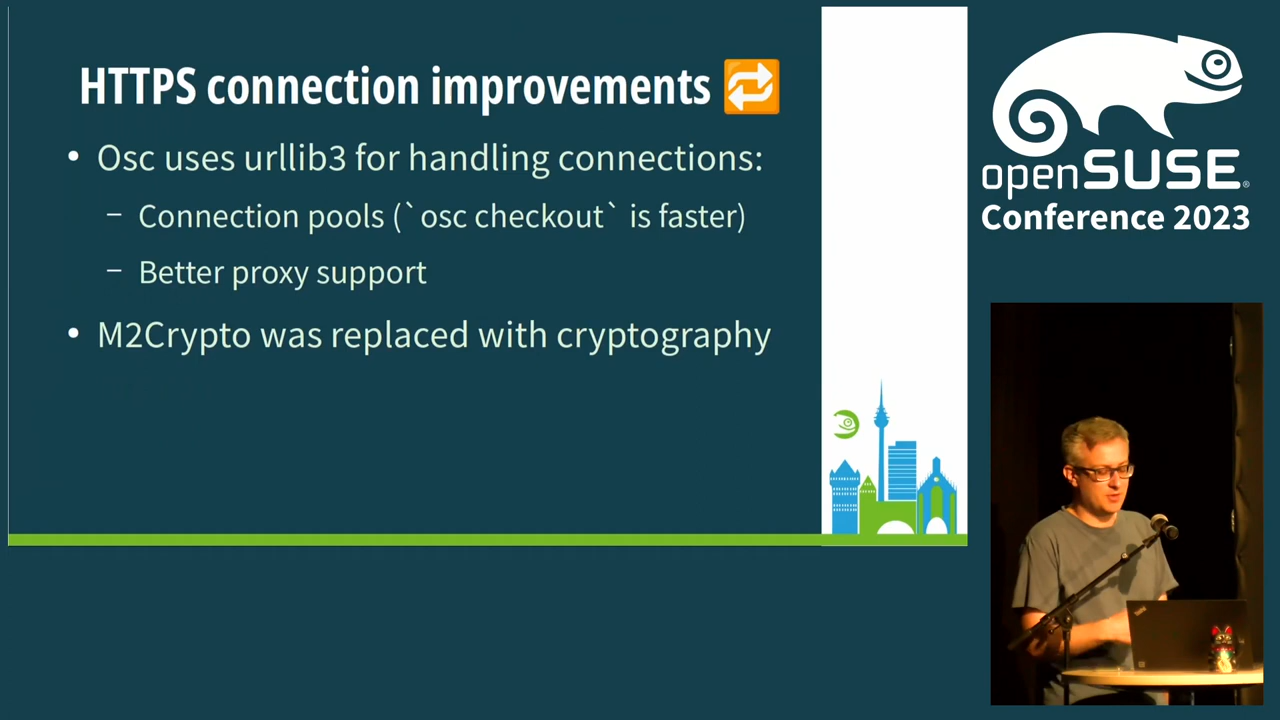 HTTPS connection improvements
• Osc uses urllib3 for handling connections:
– Connection pools (`osc checkout` is faster)
– Better proxy support
• M2Crypto was replaced with cryptography
openSUSE®
Conference 2023
ThinkPad